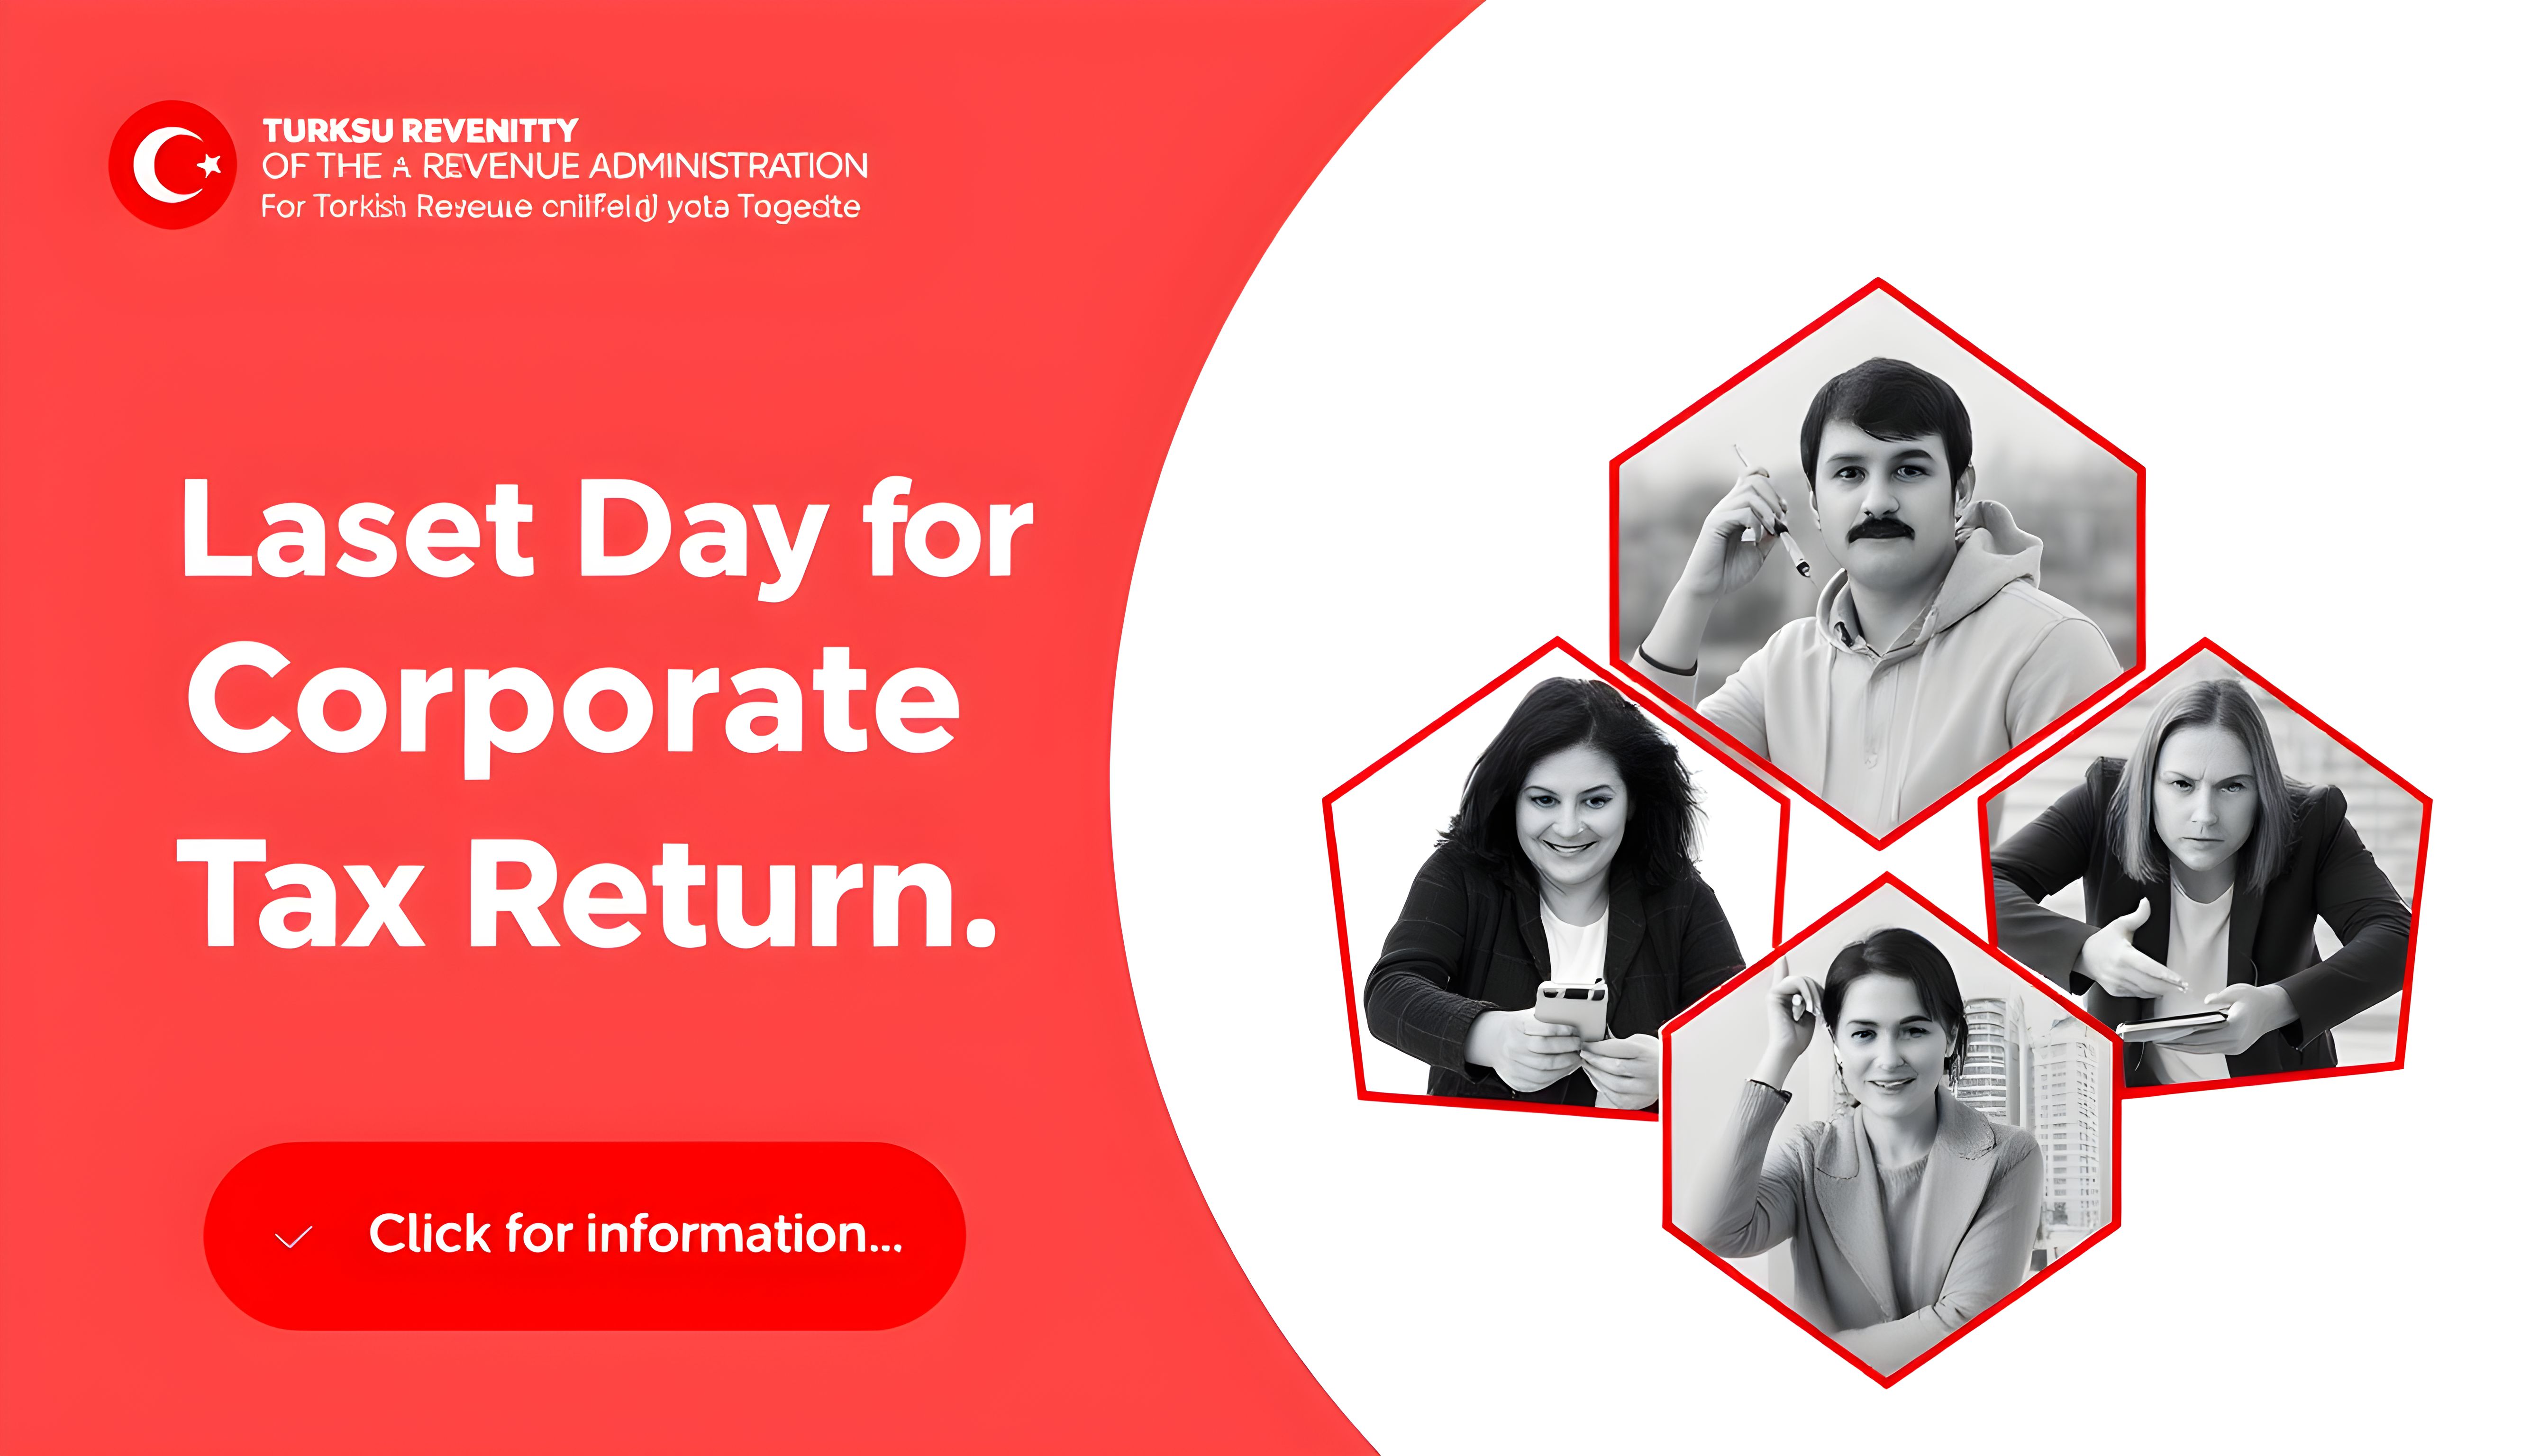 TURKSU REVENITTY
OF THE A REVENUE ADMINISTRATION
For Torkish
yota Togedte
Laset Day for
Corporate
Tax Return.
Click for information...